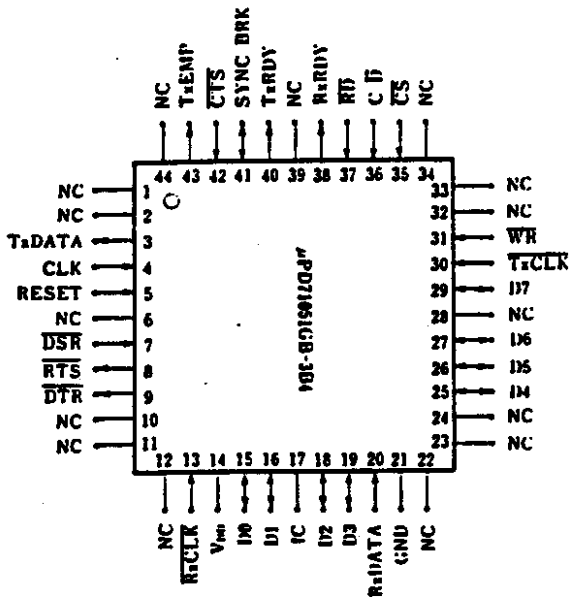 NC
TxEMP
CTS
SYNC BRK
TxRDY
NC
RxRDY
RD
C D
CS
NC
44 43 42 41 40 39 38 37 36 35 34
NC 1
NC 2
TxDATA 3
CLK 4
RESET 5
NC 6
DSR 7
RTS 8
DTR 9
NC 10
NC 11
μPD71051GB-3B4
33 NC
32 NC
31 WR
30 TxCLK
29 D7
28 NC
27 D6
26 D5
25 D4
24 NC
23 NC
12 13 14 15 16 17 18 19 20 21 22
NC
RxCLK
VDD
D0
D1
IC
D2
D3
RxDATA
GND
NC